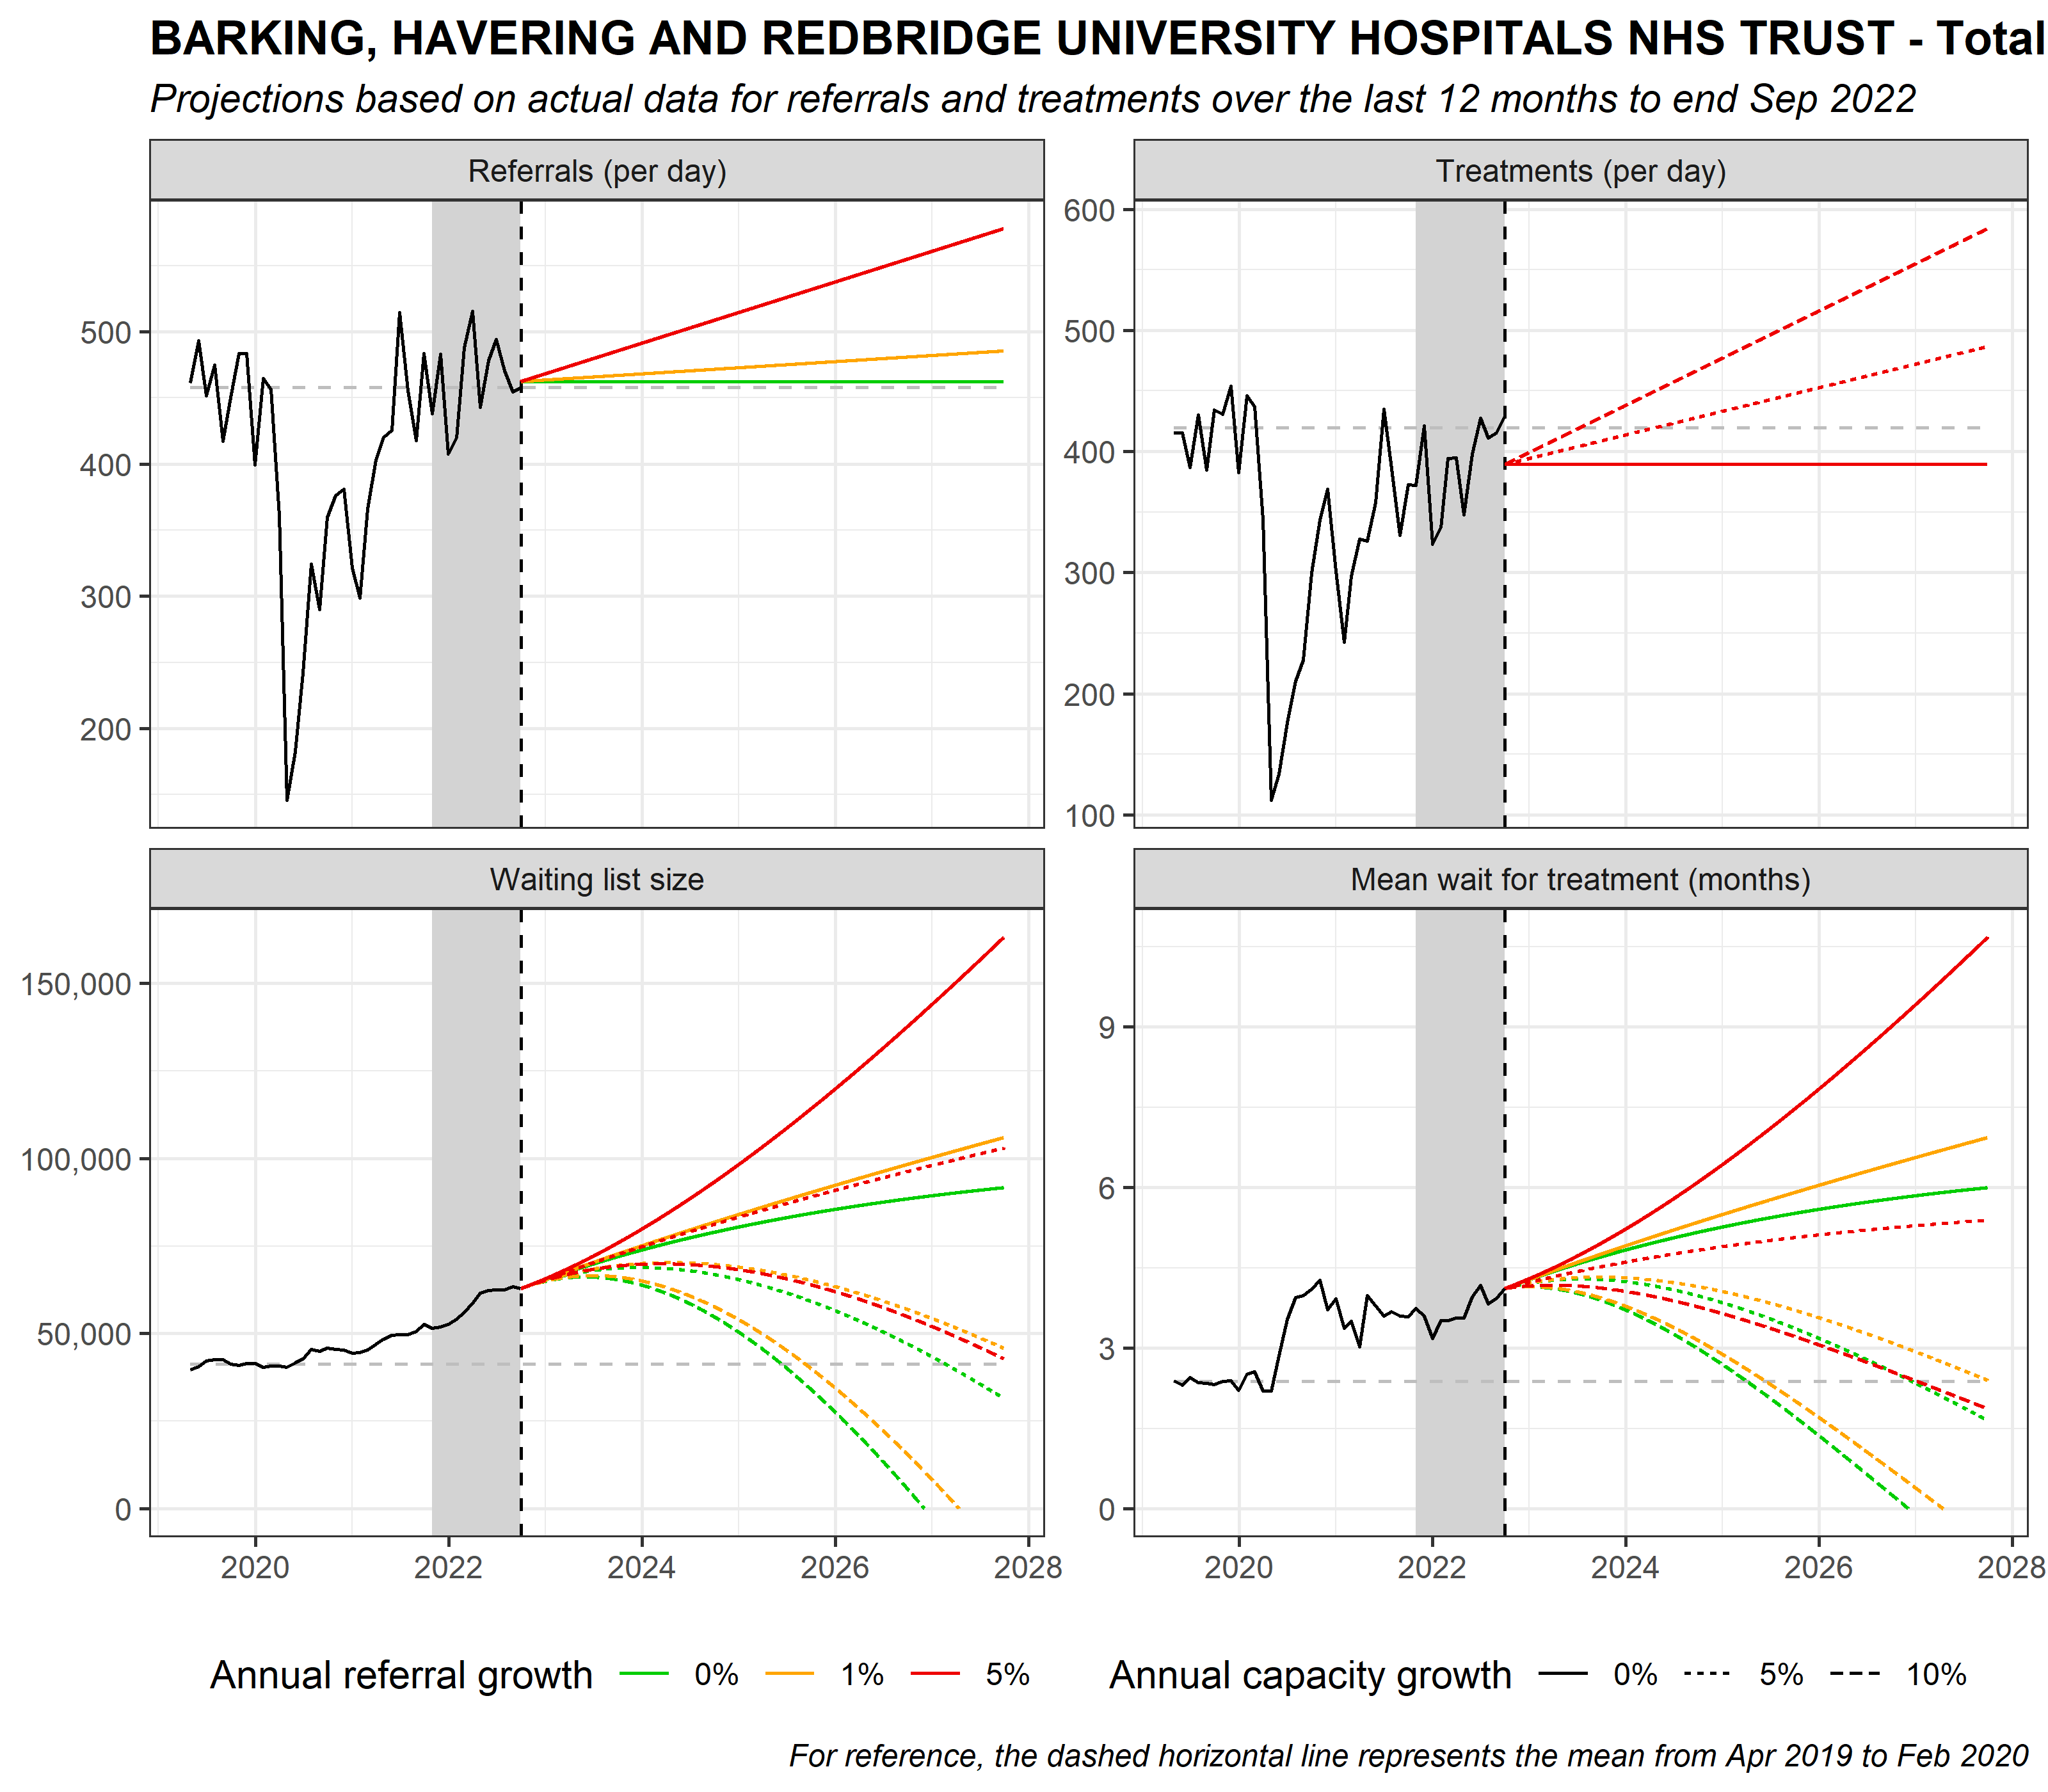 BARKING, HAVERING AND REDBRIDGE UNIVERSITY HOSPITALS NHS TRUST - Total
Projections based on actual data for referrals and treatments over the last 12 months to end Sep 2022
Referrals (per day)
500
400
300
200
Treatments (per day)
600
500
400
300
200
100
Waiting list size
150,000
100,000
50,000
0
2020 2022 2024 2026 2028
Mean wait for treatment (months)
9
6
3
0
2020 2022 2024 2026 2028
Annual referral growth 0% 1% 5%
Annual capacity growth 0% 5% 10%
For reference, the dashed horizontal line represents the mean from Apr 2019 to Feb 2020